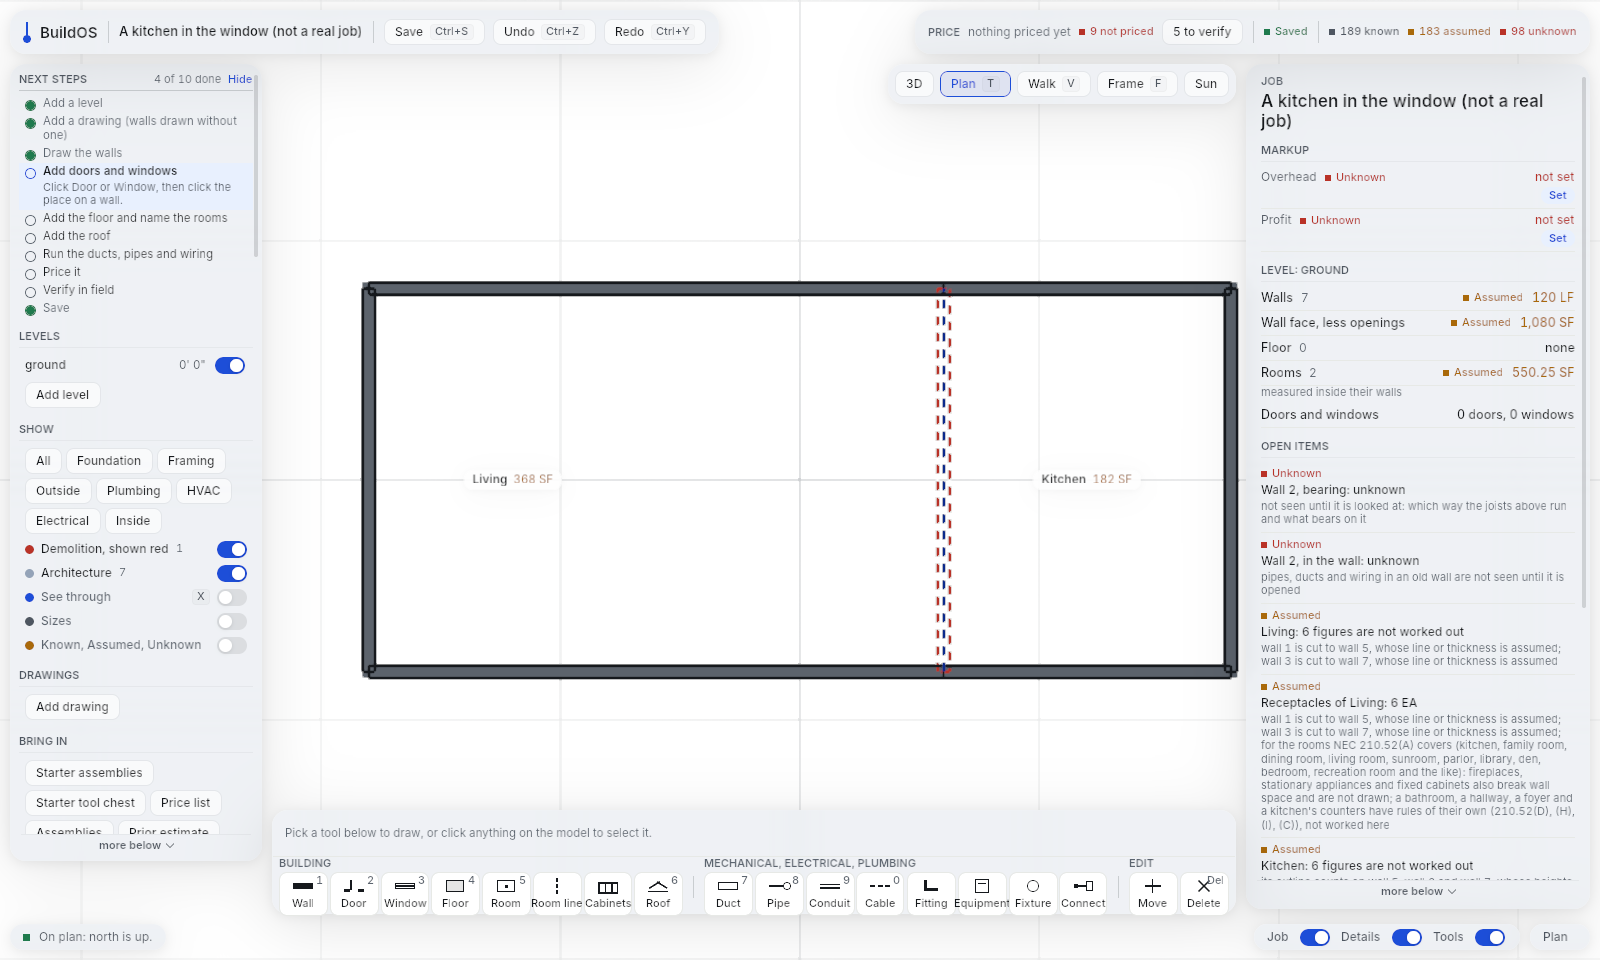 BuildOS
A kitchen in the window (not a real job)
Save Ctrl+S
Undo Ctrl+Z
Redo Ctrl+Y
PRICE nothing priced yet 9 not priced 5 to verify Saved 189 known 183 assumed 98 unknown
3D
Plan T
Walk V
Frame F
Sun
NEXT STEPS 4 of 10 done Hide
Add a level
Add a drawing (walls drawn without
one)
Draw the walls
Add doors and windows
Click Door or Window, then click the
place on a wall.
Add the floor and name the rooms
Add the roof
Run the ducts, pipes and wiring
Price it
Verify in field
Save
LEVELS
ground 0' 0"
Add level
SHOW
All Foundation Framing
Outside Plumbing HVAC
Electrical Inside
Demolition, shown red 1
Architecture 7
See through X
Sizes
Known, Assumed, Unknown
DRAWINGS
Add drawing
BRING IN
Starter assemblies
Starter tool chest Price list
Assemblies Prior estimate
more below
On plan: north is up.
Living 368 SF
Kitchen 182 SF
Pick a tool below to draw, or click anything on the model to select it.
BUILDING
1 2 3 4 5 6
Wall Door Window Floor Room Room line Cabinets Roof
MECHANICAL, ELECTRICAL, PLUMBING
7 8 9 0
Duct Pipe Conduit Cable Fitting Equipment Fixture Connect
EDIT
Del
Move Delete
JOB
A kitchen in the window (not a real
job)
MARKUP
Overhead Unknown not set
Set
Profit Unknown not set
Set
LEVEL: GROUND
Walls 7 Assumed 120 LF
Wall face, less openings Assumed 1,080 SF
Floor 0 none
Rooms 2 Assumed 550.25 SF
measured inside their walls
Doors and windows 0 doors, 0 windows
OPEN ITEMS
Unknown
Wall 2, bearing: unknown
not seen until it is looked at: which way the joists above run
and what bears on it
Unknown
Wall 2, in the wall: unknown
pipes, ducts and wiring in an old wall are not seen until it is
opened
Assumed
Living: 6 figures are not worked out
wall 1 is cut to wall 5, whose line or thickness is assumed;
wall 3 is cut to wall 7, whose line or thickness is assumed
Assumed
Receptacles of Living: 6 EA
wall 1 is cut to wall 5, whose line or thickness is assumed;
wall 3 is cut to wall 7, whose line or thickness is assumed;
for the rooms NEC 210.52(A) covers (kitchen, family room,
dining room, living room, sunroom, parlor, library, den,
bedroom, recreation room and the like): fireplaces,
stationary appliances and fixed cabinets also break wall
space and are not drawn; a bathroom, a hallway, a foyer and
a kitchen's counters have rules of their own (210.52(D), (H),
(I), (C)), not worked here
Assumed
Kitchen: 6 figures are not worked out
more below
Job Details Tools Plan